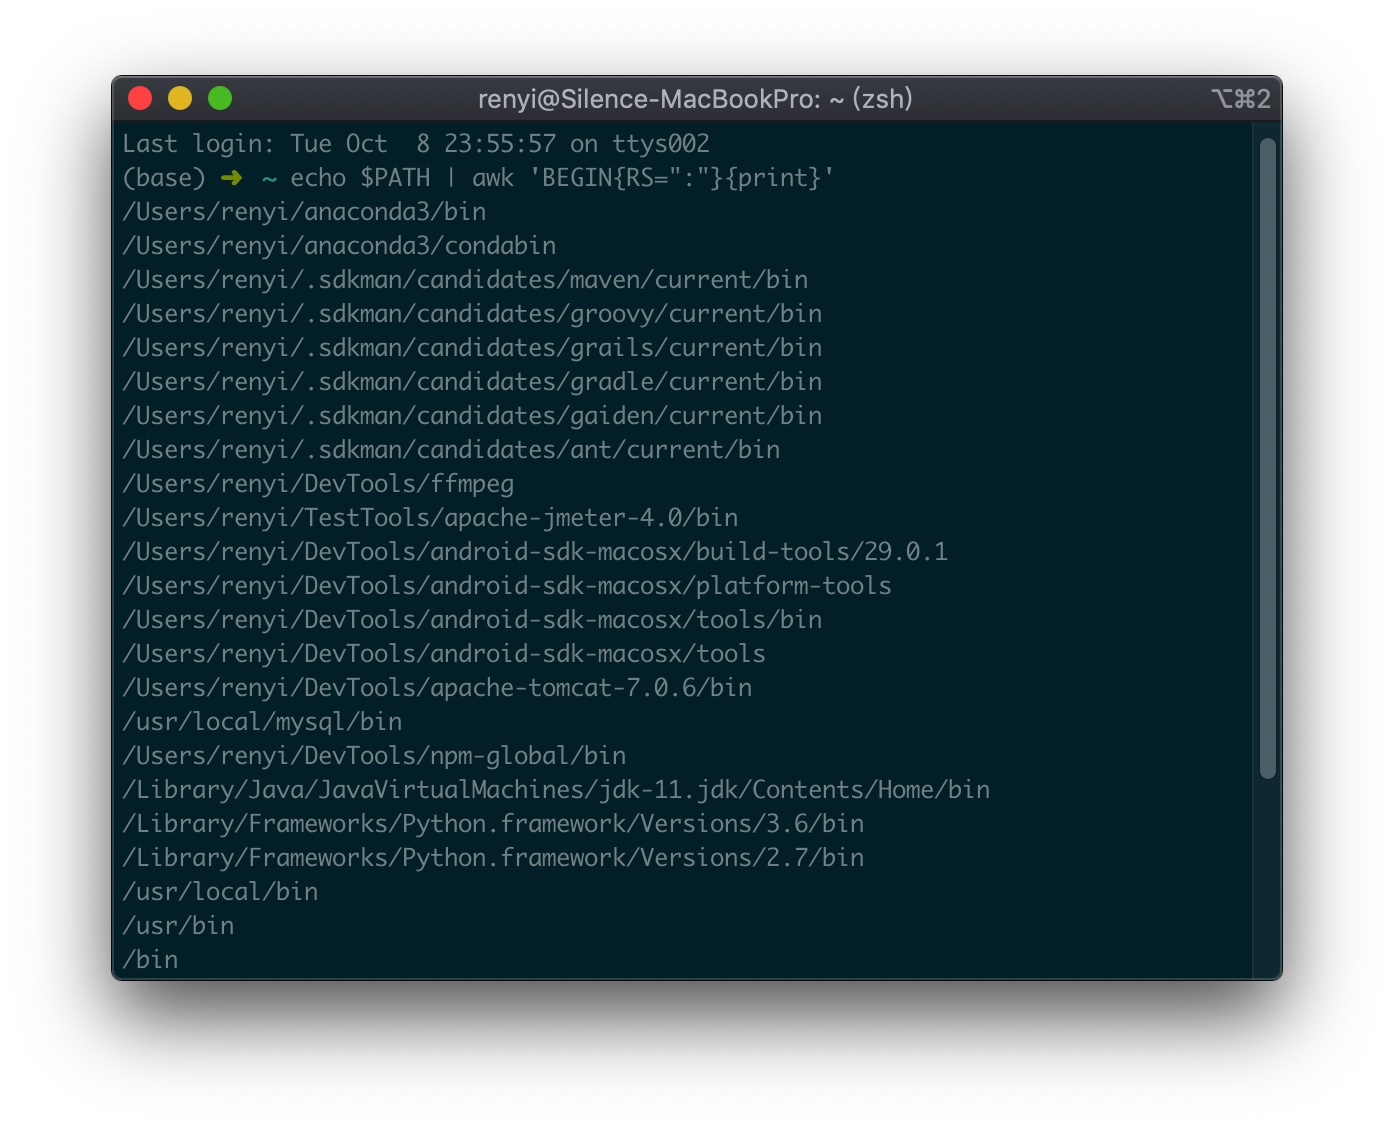 renyi@Silence-MacBookPro: ~ (zsh)
⌥⌘2
Last login: Tue Oct  8 23:55:57 on ttys002
(base) ➜  ~ echo $PATH | awk 'BEGIN{RS=":"}{print}'
/Users/renyi/anaconda3/bin
/Users/renyi/anaconda3/condabin
/Users/renyi/.sdkman/candidates/maven/current/bin
/Users/renyi/.sdkman/candidates/groovy/current/bin
/Users/renyi/.sdkman/candidates/grails/current/bin
/Users/renyi/.sdkman/candidates/gradle/current/bin
/Users/renyi/.sdkman/candidates/gaiden/current/bin
/Users/renyi/.sdkman/candidates/ant/current/bin
/Users/renyi/DevTools/ffmpeg
/Users/renyi/TestTools/apache-jmeter-4.0/bin
/Users/renyi/DevTools/android-sdk-macosx/build-tools/29.0.1
/Users/renyi/DevTools/android-sdk-macosx/platform-tools
/Users/renyi/DevTools/android-sdk-macosx/tools/bin
/Users/renyi/DevTools/android-sdk-macosx/tools
/Users/renyi/DevTools/apache-tomcat-7.0.6/bin
/usr/local/mysql/bin
/Users/renyi/DevTools/npm-global/bin
/Library/Java/JavaVirtualMachines/jdk-11.jdk/Contents/Home/bin
/Library/Frameworks/Python.framework/Versions/3.6/bin
/Library/Frameworks/Python.framework/Versions/2.7/bin
/usr/local/bin
/usr/bin
/bin